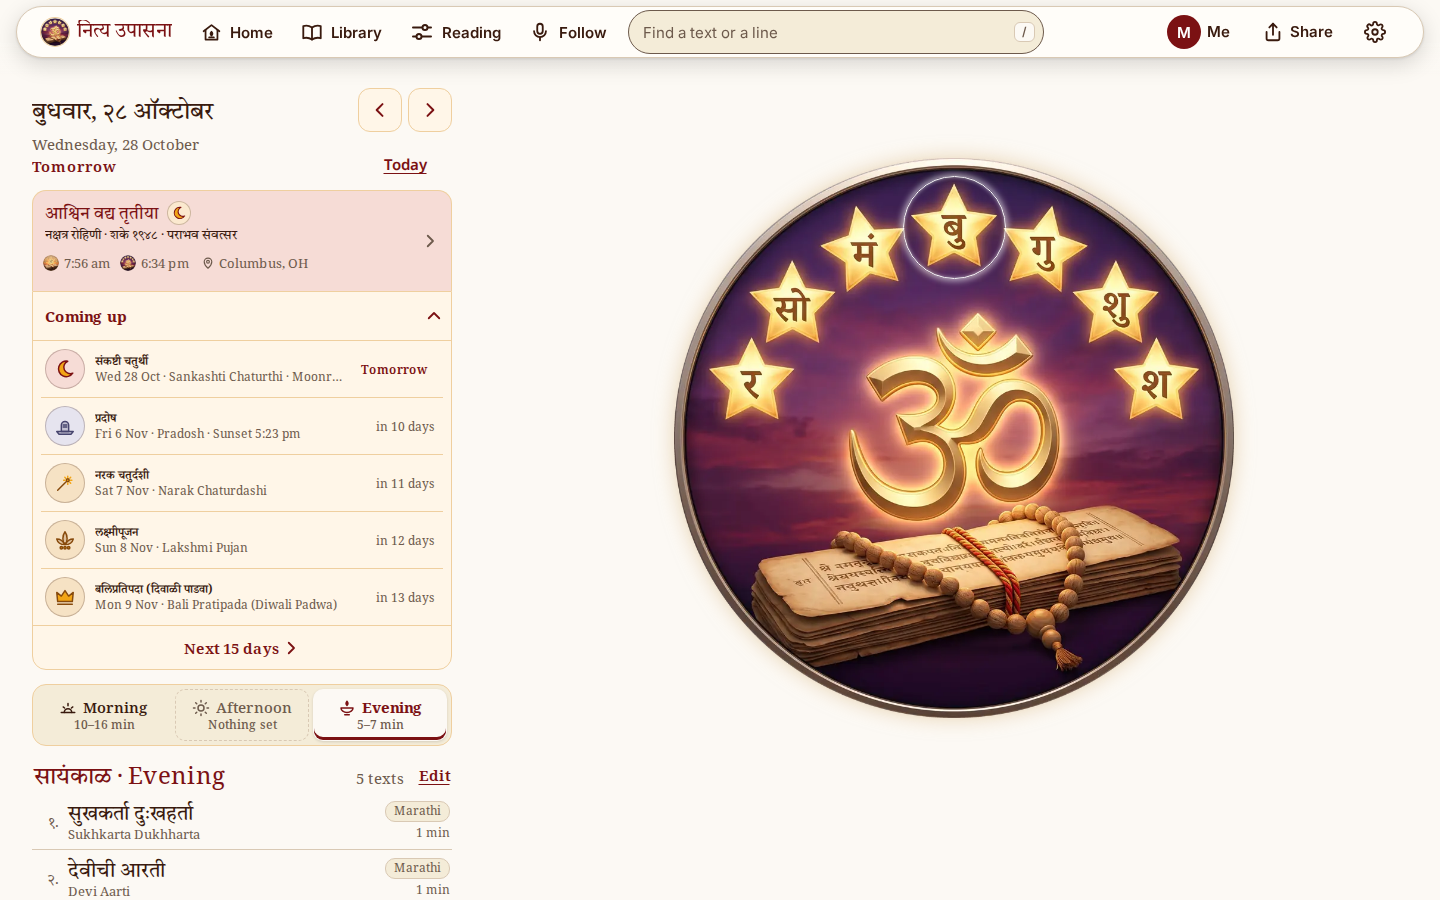 नित्य उपासना
Home
Library
Reading
Follow
Find a text or a line
/
M
Me
Share
बुधवार, २८ ऑक्टोबर
Wednesday, 28 October
Tomorrow
Today
आश्विन वद्य तृतीया
नक्षत्र रोहिणी · शके १९४८ · पराभव संवत्सर
7:56 am
6:34 pm
Columbus, OH
Coming up
संकष्टी चतुर्थी
Wed 28 Oct · Sankashti Chaturthi · Moonr...
Tomorrow
प्रदोष
Fri 6 Nov · Pradosh · Sunset 5:23 pm
in 10 days
नरक चतुर्दशी
Sat 7 Nov · Narak Chaturdashi
in 11 days
लक्ष्मीपूजन
Sun 8 Nov · Lakshmi Pujan
in 12 days
बलिप्रतिपदा (दिवाळी पाडवा)
Mon 9 Nov · Bali Pratipada (Diwali Padwa)
in 13 days
Next 15 days
Morning
10–16 min
Afternoon
Nothing set
Evening
5–7 min
सायंकाळ · Evening
5 texts
Edit
१.
सुखकर्ता दुःखहर्ता
Sukhkarta Dukhharta
Marathi
1 min
२.
देवीची आरती
Devi Aarti
Marathi
1 min
र
सो
मं
बु
गु
शु
श
ॐ